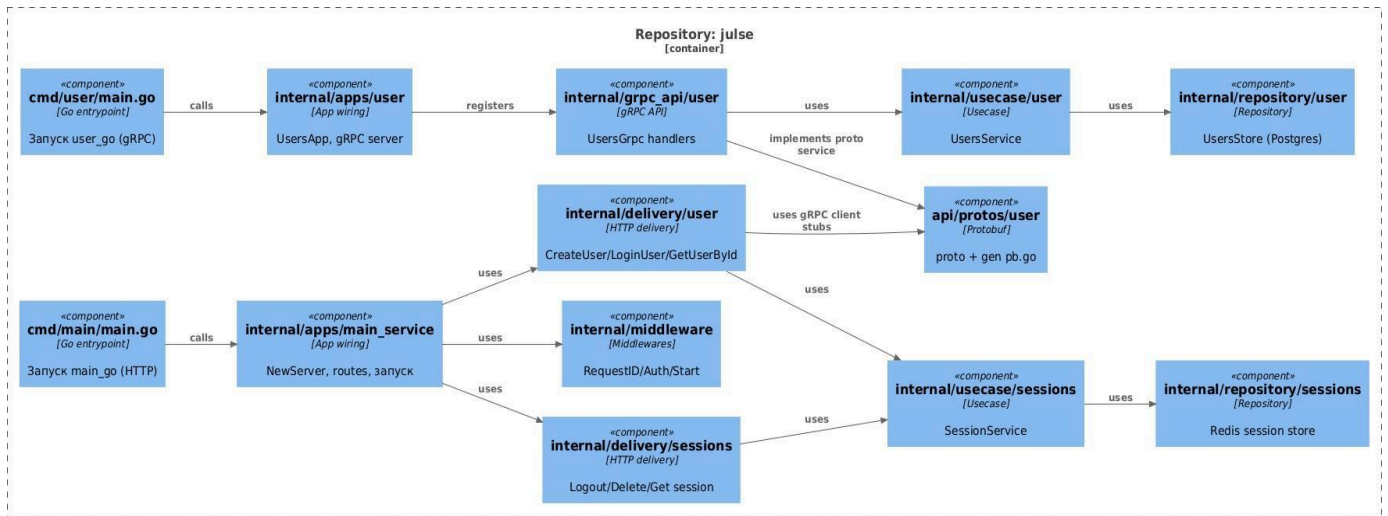 Repository: julse
[container]
«component»
cmd/user/main.go
[Go entrypoint]
Запуск user_go (gRPC)
calls
«component»
internal/apps/user
[App wiring]
UsersApp, gRPC server
registers
«component»
internal/grpc_api/user
[gRPC API]
UsersGrpc handlers
uses
«component»
internal/usecase/user
[Usecase]
UsersService
uses
«component»
internal/repository/user
[Repository]
UsersStore (Postgres)
implements proto
service
«component»
internal/delivery/user
[HTTP delivery]
CreateUser/LoginUser/GetUserById
uses gRPC client
stubs
«component»
api/protos/user
[Protobuf]
proto + gen pb.go
uses
uses
«component»
cmd/main/main.go
[Go entrypoint]
Запуск main_go (HTTP)
calls
«component»
internal/apps/main_service
[App wiring]
NewServer, routes, запуск
uses
«component»
internal/middleware
[Middlewares]
RequestID/Auth/Start
uses
«component»
internal/delivery/sessions
[HTTP delivery]
Logout/Delete/Get session
uses
«component»
internal/usecase/sessions
[Usecase]
SessionService
uses
«component»
internal/repository/sessions
[Repository]
Redis session store